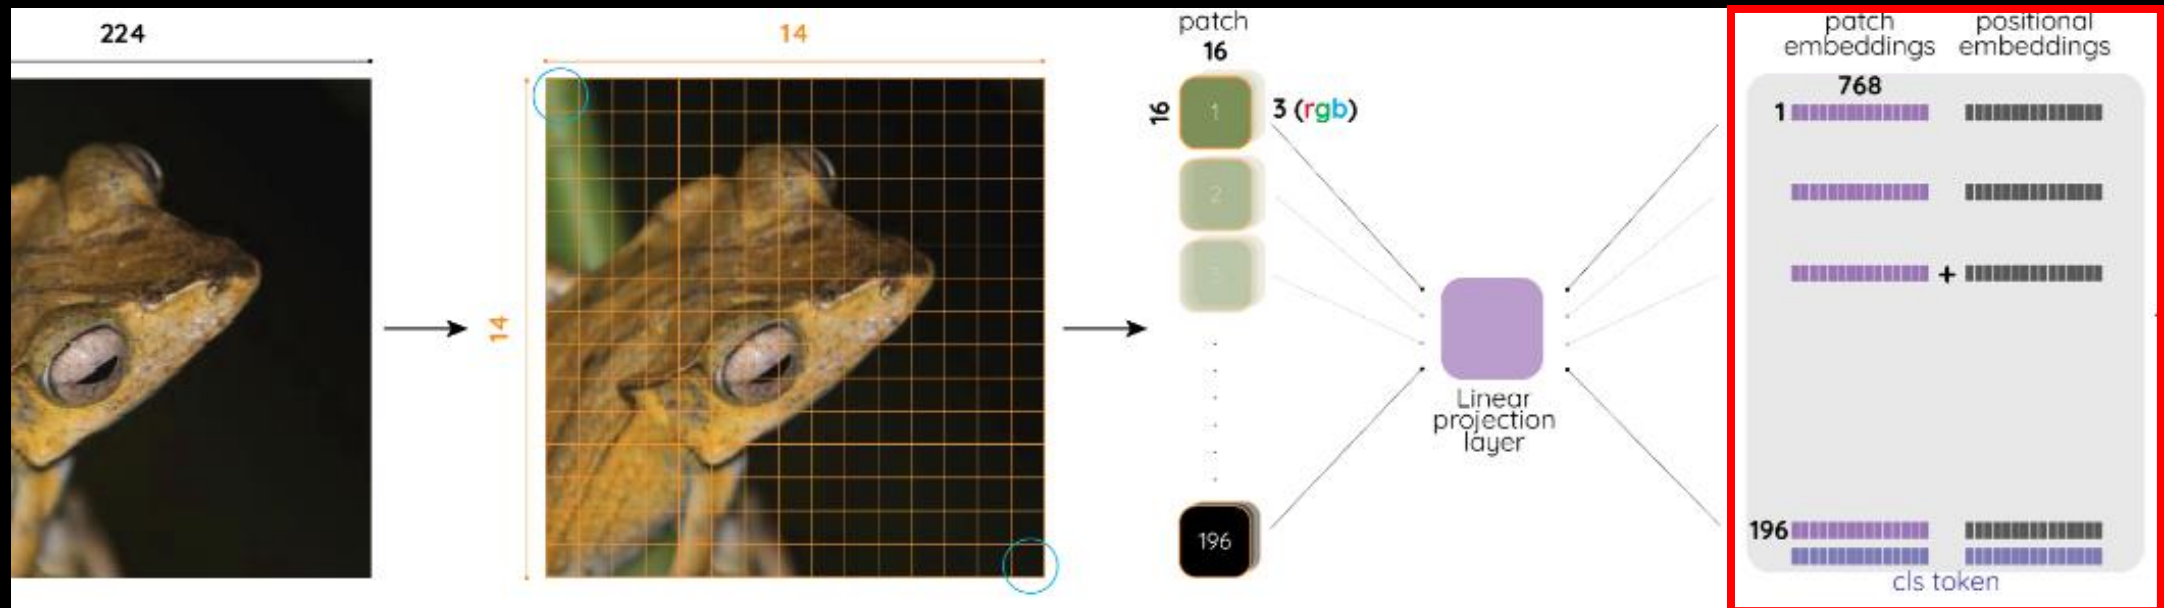 224
14
14
patch
16
16
3 (rgb)
1
2
3
196
Linear
projection
layer
patch
embeddings
positional
embeddings
768
1
+
196
cls token